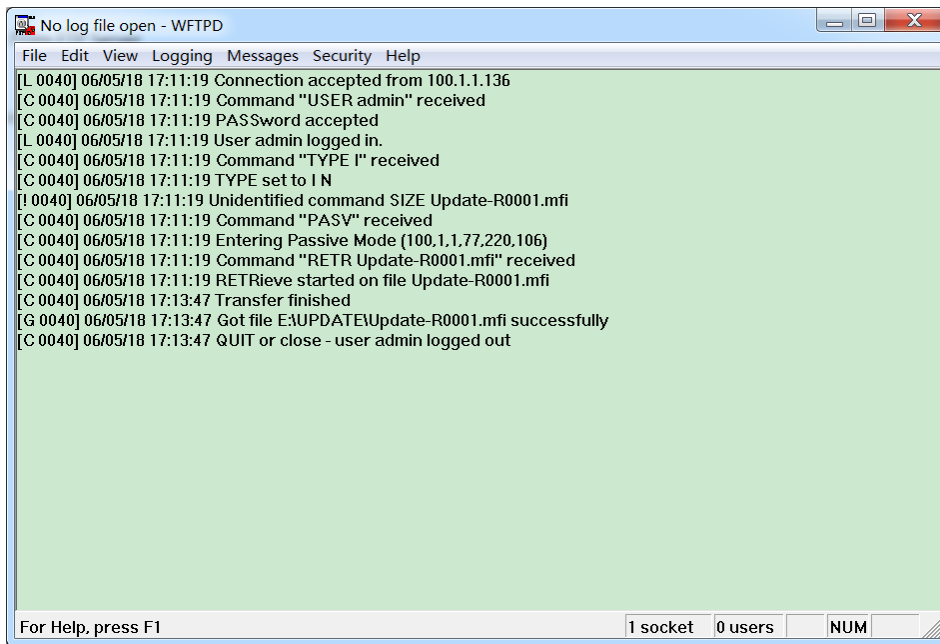 No log file open - WFTPD
File Edit View Logging Messages Security Help
[L 0040] 06/05/18 17:11:19 Connection accepted from 100.1.1.136
[C 0040] 06/05/18 17:11:19 Command "USER admin" received
[C 0040] 06/05/18 17:11:19 PASSword accepted
[L 0040] 06/05/18 17:11:19 User admin logged in.
[C 0040] 06/05/18 17:11:19 Command "TYPE I" received
[C 0040] 06/05/18 17:11:19 TYPE set to I N
[! 0040] 06/05/18 17:11:19 Unidentified command SIZE Update-R0001.mfi
[C 0040] 06/05/18 17:11:19 Command "PASV" received
[C 0040] 06/05/18 17:11:19 Entering Passive Mode (100,1,1,77,220,106)
[C 0040] 06/05/18 17:11:19 Command "RETR Update-R0001.mfi" received
[C 0040] 06/05/18 17:11:19 RETRieve started on file Update-R0001.mfi
[C 0040] 06/05/18 17:13:47 Transfer finished
[G 0040] 06/05/18 17:13:47 Got file E:\UPDATE\Update-R0001.mfi successfully
[C 0040] 06/05/18 17:13:47 QUIT or close - user admin logged out
For Help, press F1 1 socket 0 users NUM